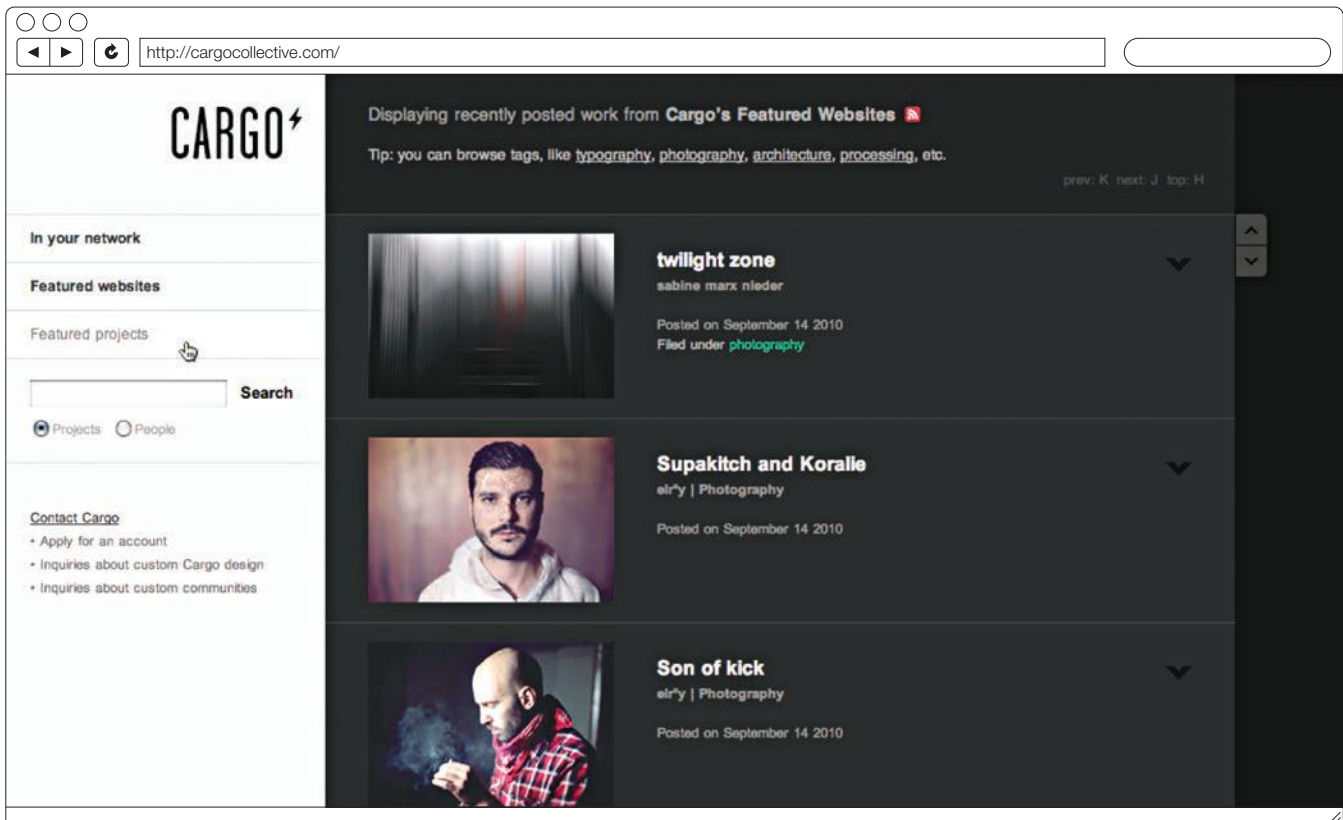 http://cargocollective.com/
CARGO
In your network
Featured websites
Featured projects
Search
Projects People
Contact Cargo
• Apply for an account
• Inquiries about custom Cargo design
• Inquiries about custom communities
Displaying recently posted work from Cargo's Featured Websites
Tip: you can browse tags, like typography, photography, architecture, processing, etc.
prev: K next: J top: H
twilight zone
sabine marx nieder
Posted on September 14 2010
Filed under photography
Supakitch and Koralie
elr*y | Photography
Posted on September 14 2010
Son of kick
elr*y | Photography
Posted on September 14 2010